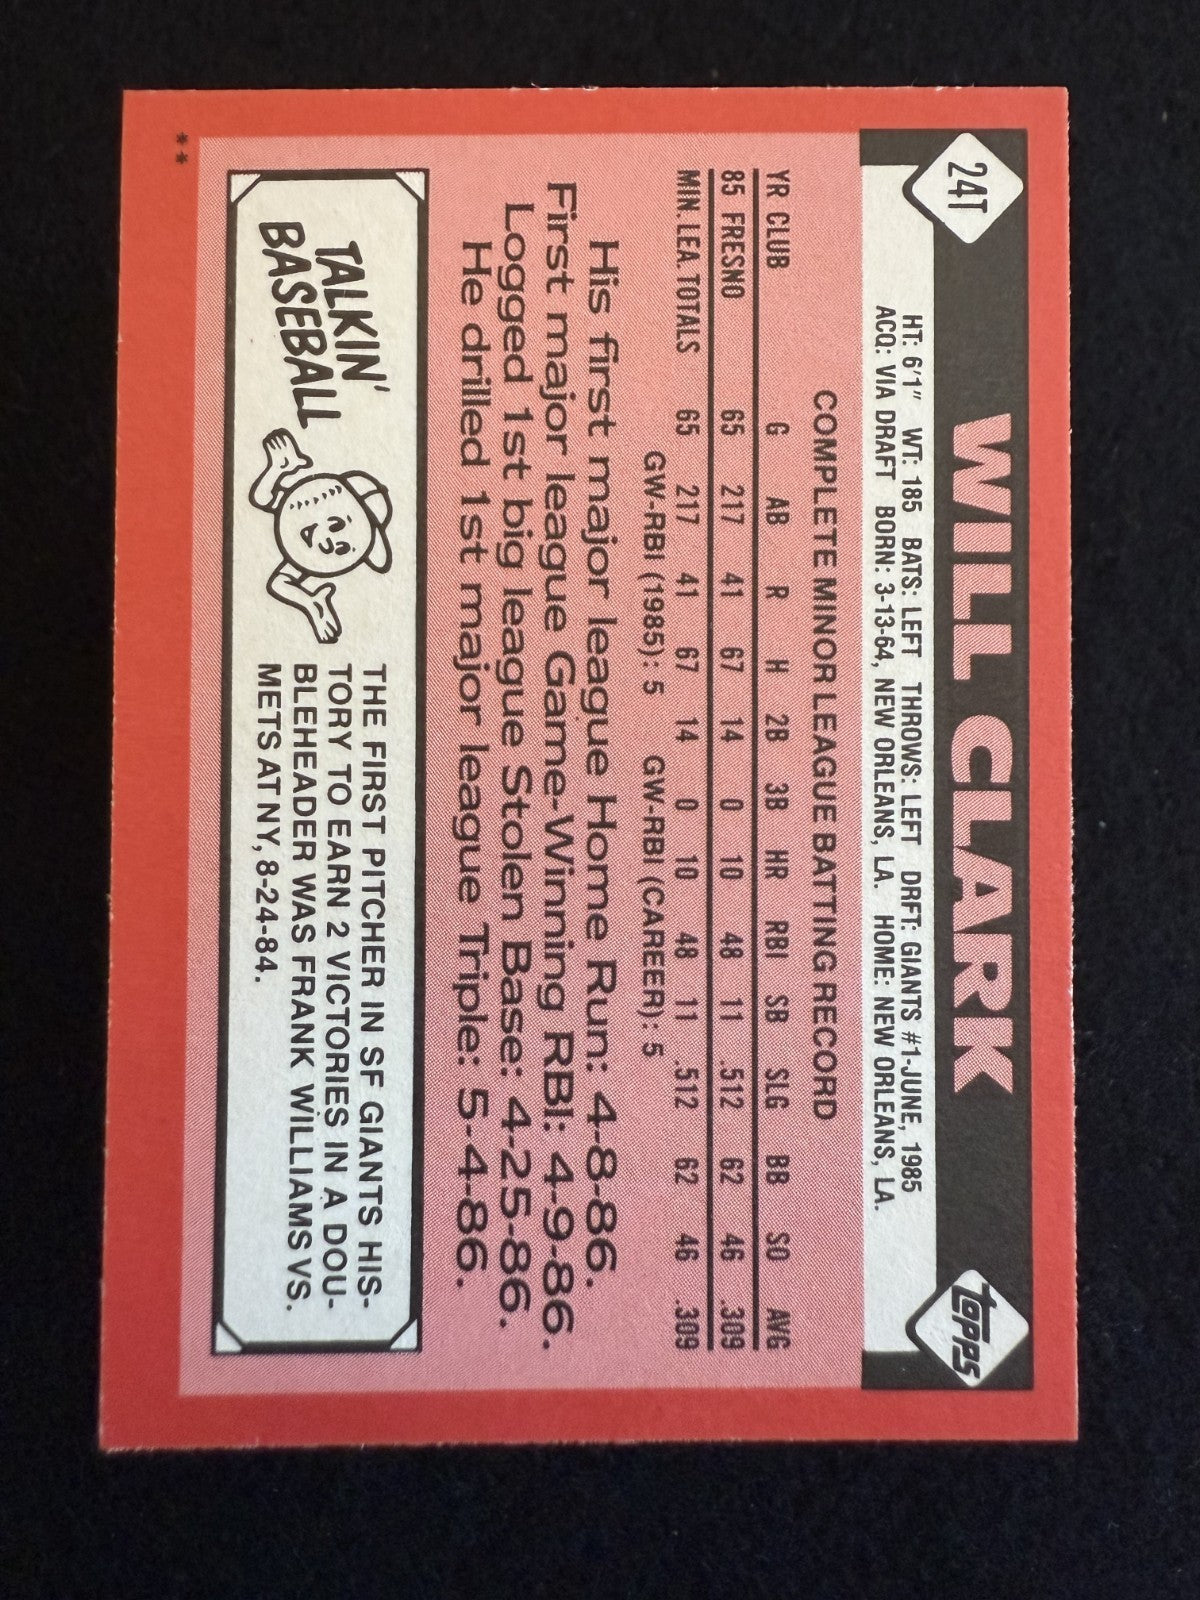 24T
WILL CLARK
TOPPS
HT: 6'1" WT: 185 BATS: LEFT THROWS: LEFT DRFT: GIANTS #1-JUNE, 1985
ACQ: VIA DRAFT BORN: 3-13-64, NEW ORLEANS, LA. HOME: NEW ORLEANS, LA.
COMPLETE MINOR LEAGUE BATTING RECORD
YR CLUB G AB R H 2B 3B HR RBI SB SLG BB SO AVG
85 FRESNO 65 217 41 67 14 0 10 48 11 .512 62 46 .309
MIN. LEA. TOTALS 65 217 41 67 14 0 10 48 11 .512 62 46 .309
GW-RBI (1985): 5 GW-RBI (CAREER): 5
His first major league Home Run: 4-8-86.
First major league Game-Winning RBI: 4-9-86.
Logged 1st big league Stolen Base: 4-25-86.
He drilled 1st major league Triple: 5-4-86.
TALKIN'
BASEBALL
THE FIRST PITCHER IN SF GIANTS HIS-
TORY TO EARN 2 VICTORIES IN A DOU-
BLEHEADER WAS FRANK WILLIAMS VS.
METS AT NY, 8-24-84.
**